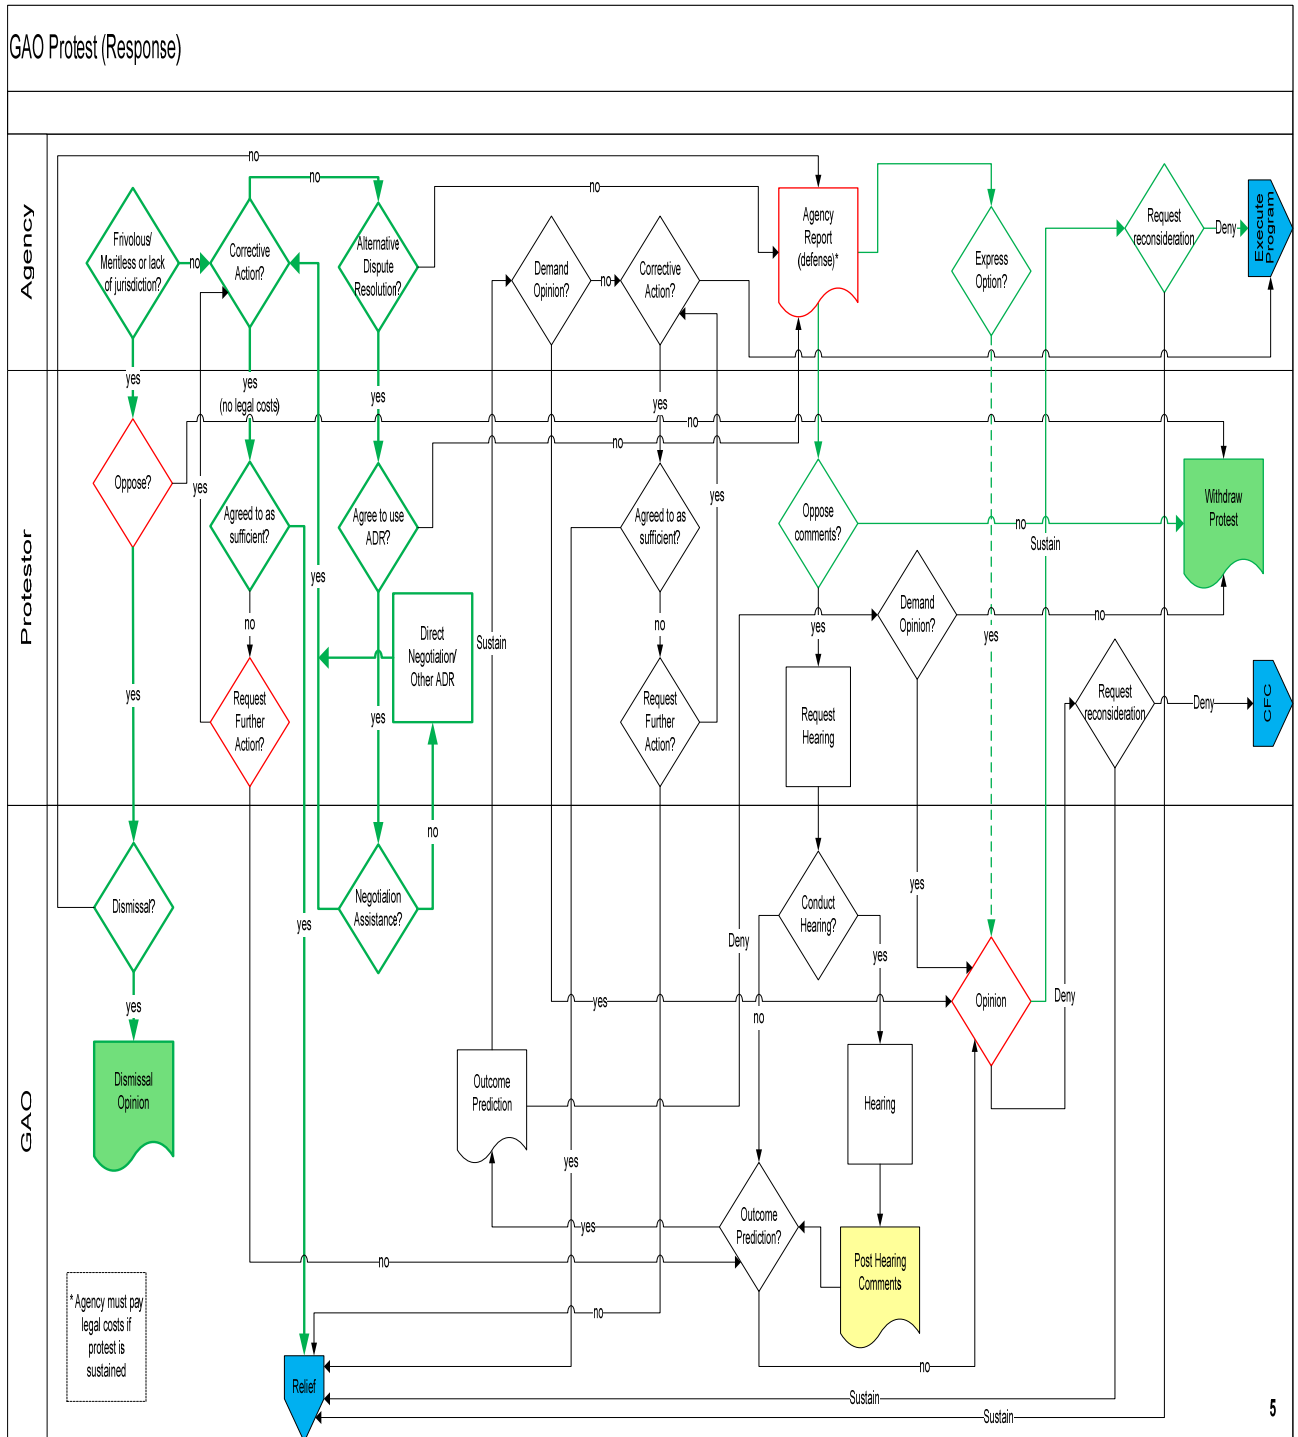 GAO Protest (Response)
Agency
Protestor
GAO
no
no
no
Frivolous/
Meritless or lack
of jurisdiction?
no
Corrective
Action?
Alternative
Dispute
Resolution?
Demand
Opinion?
no
Corrective
Action?
Agency
Report
(defense)*
Express
Option?
Request
reconsideration
Deny
Execute
Program
yes
yes
(no legal costs)
yes
yes
no
no
Oppose?
yes
Agreed to as
sufficient?
Agree to use
ADR?
Agreed to as
sufficient?
yes
Oppose
comments?
no
Sustain
Withdraw
Protest
yes
no
Direct
Negotiation/
Other ADR
Sustain
no
yes
Demand
Opinion?
no
yes
yes
Request
Further
Action?
yes
Request
Further
Action?
Request
Hearing
Request
reconsideration
Deny
CFC
no
Dismissal?
yes
Negotiation
Assistance?
Conduct
Hearing?
yes
Deny
yes
yes
yes
no
Opinion
Deny
Dismissal
Opinion
Outcome
Prediction
Hearing
yes
yes
Outcome
Prediction?
no
Post Hearing
Comments
* Agency must pay
legal costs if
protest is
sustained
no
no
Relief
Sustain
Sustain
5